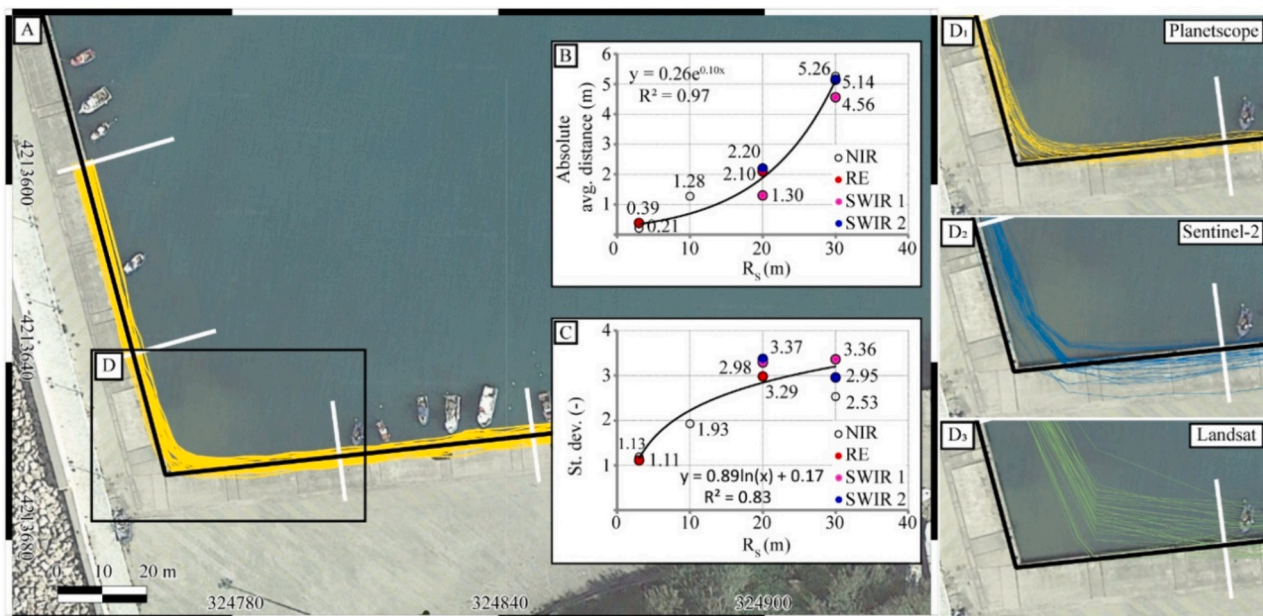 A
4213600
4213640
4213680
D
0 10 20 m
324780
324840
324900
B
y = 0.26e^0.10x
R² = 0.97
Absolute
avg. distance (m)
6
5
4
3
2
1
0
0 10 20 30 40
R_S (m)
0.39
0.21
1.28
2.20
2.10
1.30
5.26
5.14
4.56
NIR
RE
SWIR 1
SWIR 2
C
St. dev. (-)
4
3
2
1
0 10 20 30 40
R_S (m)
1.13
1.11
1.93
3.37
2.98
3.29
3.36
2.95
2.53
y = 0.89ln(x) + 0.17
R² = 0.83
NIR
RE
SWIR 1
SWIR 2
D₁
Planetscope
D₂
Sentinel-2
D₃
Landsat